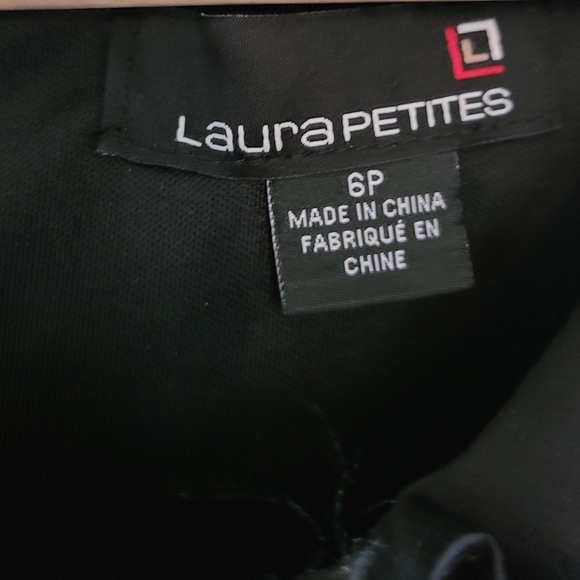 L
Laura PETITES
6P
MADE IN CHINA
FABRIQUÉ EN
CHINE